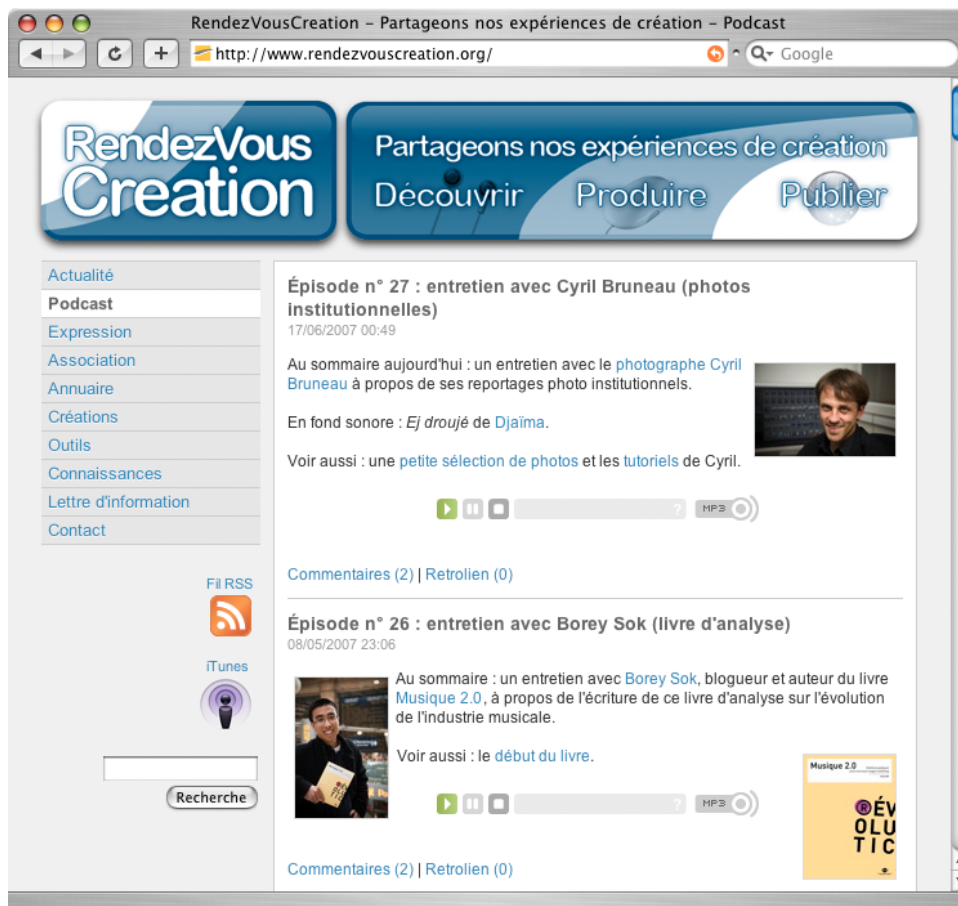 RendezVousCreation – Partageons nos expériences de création – Podcast
http://www.rendezvouscreation.org/
Google
RendezVous
Creation
Partageons nos expériences de création
Découvrir Produire Publier
Actualité
Podcast
Expression
Association
Annuaire
Créations
Outils
Connaissances
Lettre d'information
Contact
Fil RSS
iTunes
Recherche
Épisode n° 27 : entretien avec Cyril Bruneau (photos
institutionnelles)
17/06/2007 00:49
Au sommaire aujourd'hui : un entretien avec le photographe Cyril
Bruneau à propos de ses reportages photo institutionnels.
En fond sonore : Ej droujé de Djaïma.
Voir aussi : une petite sélection de photos et les tutoriels de Cyril.
? MP3
Commentaires (2) | Retrolien (0)
Épisode n° 26 : entretien avec Borey Sok (livre d'analyse)
08/05/2007 23:06
Au sommaire : un entretien avec Borey Sok, blogueur et auteur du livre
Musique 2.0, à propos de l'écriture de ce livre d'analyse sur l'évolution
de l'industrie musicale.
Voir aussi : le début du livre.
Musique 2.0
®ÉV
OLU
TIC
? MP3
Commentaires (2) | Retrolien (0)